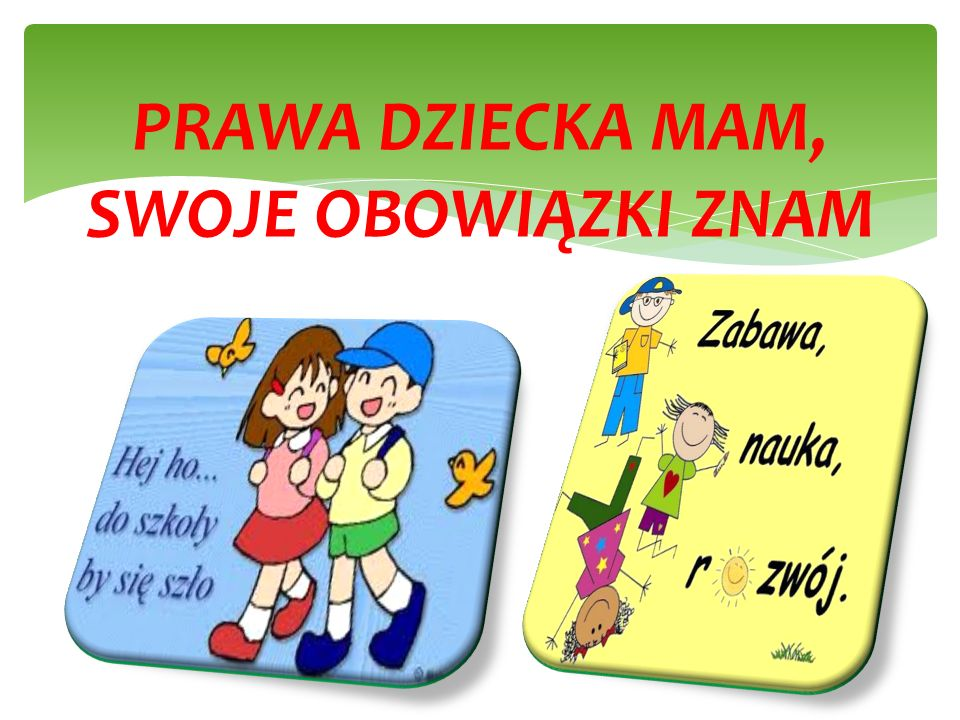 PRAWA DZIECKA MAM,
SWOJE OBOWIĄZKI ZNAM
Hej ho...
do szkoły
by się szło
Zabawa,
nauka,
rozwój.